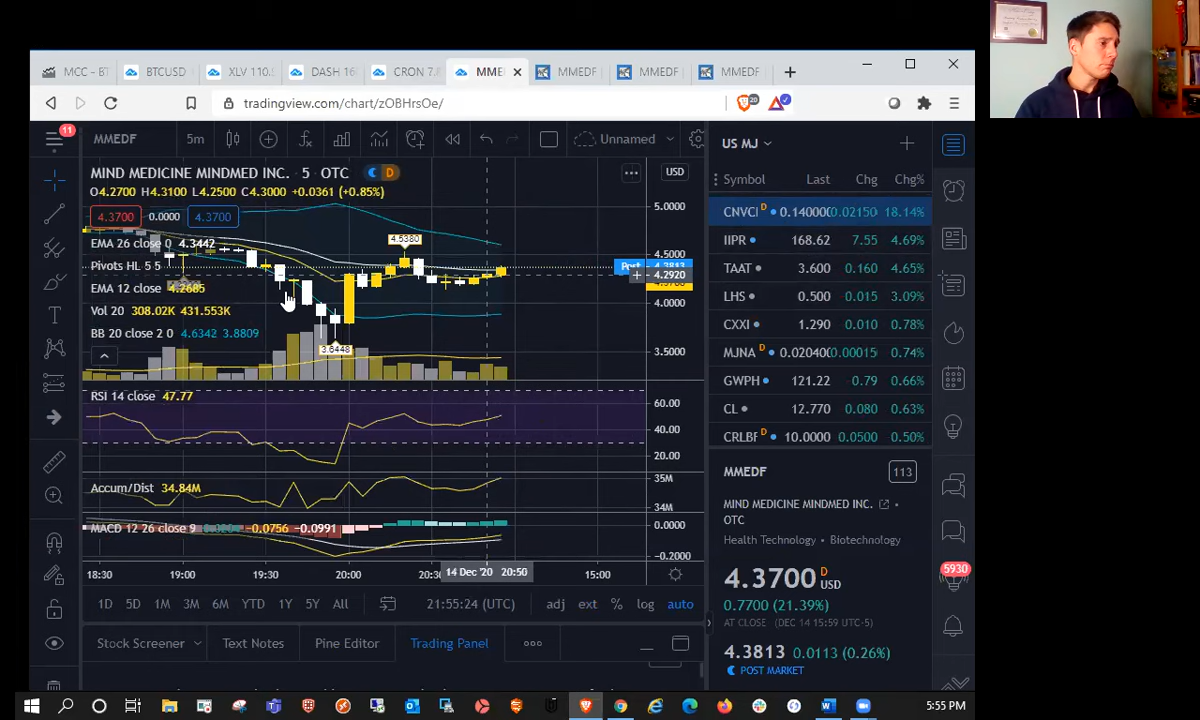 MCC - BT
BTCUSD
XLV 110.
DASH 16
CRON 7.
MME
MMEDF
MMEDF
MMEDF
tradingview.com/chart/zOBHrsOe/
20
11
MMEDF
5m
Unnamed
MIND MEDICINE MINDMED INC. · 5 · OTC
D
O4.2700 H4.3100 L4.2500 C4.3000 +0.0361 (+0.85%)
4.3700
0.0000
4.3700
EMA 26 close 0 4.3442
Pivots HL 5 5
EMA 12 close 4.2685
Vol 20 308.02K 431.553K
BB 20 close 2 0 4.6342 3.8809
4.5380
3.6448
USD
5.0000
4.5000
Post 4.3813
4.2920
4.0000
3.5000
RSI 14 close 47.77
60.00
40.00
20.00
Accum/Dist 34.84M
35M
34M
MACD 12 26 close 9 -0.0756 -0.0991
0.0000
-0.2000
18:30
19:00
19:30
20:00
20:30
14 Dec '20 20:50
15:00
1D 5D 1M 3M 6M YTD 1Y 5Y All
21:55:24 (UTC)
adj ext % log auto
Stock Screener
Text Notes
Pine Editor
Trading Panel
US MJ
Symbol Last Chg Chg%
CNVCI D 0.14000 0.02150 18.14%
IIPR 168.62 7.55 4.69%
TAAT 3.600 0.160 4.65%
LHS 0.500 0.015 3.09%
CXXI 1.290 0.010 0.78%
MJNA D 0.02040 0.00015 0.74%
GWPH 121.22 0.79 0.66%
CL 12.770 0.080 0.63%
CRLBF D 10.0000 0.0500 0.50%
MMEDF
113
MIND MEDICINE MINDMED INC. ·
OTC
Health Technology · Biotechnology
4.3700 D USD
0.7700 (21.39%)
AT CLOSE (DEC 14 15:59 UTC-5)
4.3813 0.0113 (0.26%)
POST MARKET
5930
5:55 PM